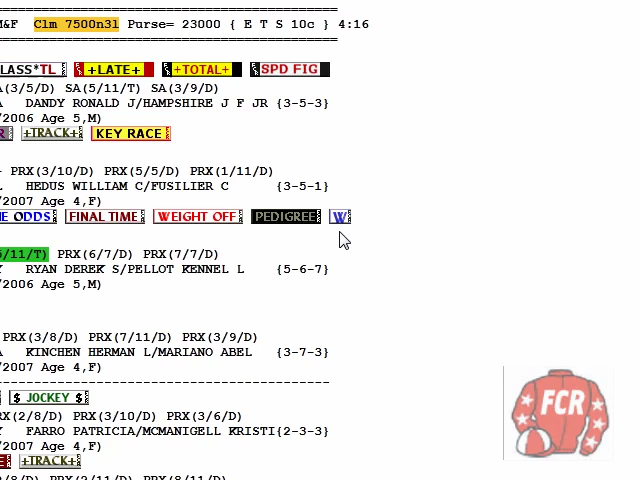 M&F Clm 7500n3l Purse= 23000 { E T S 10c } 4:16
LASS*TL +LATE+ +TOTAL+ SPD FIG
(3/5/D) SA(5/11/T) SA(3/9/D)
DANDY RONALD J/HAMPSHIRE J F JR {3-5-3}
/2006 Age 5,M)
R +TRACK+ KEY RACE
PRX(3/10/D) PRX(5/5/D) PRX(1/11/D)
HEDUS WILLIAM C/FUSILIER C {3-5-1}
/2007 Age 4,F)
E ODDS FINAL TIME WEIGHT OFF PEDIGREE W
5/11/T) PRX(6/7/D) PRX(7/7/D)
RYAN DEREK S/PELLOT KENNEL L {5-6-7}
/2006 Age 5,M)
PRX(3/8/D) PRX(7/11/D) PRX(3/9/D)
KINCHEN HERMAN L/MARIANO ABEL {3-7-3}
/2007 Age 4,F)
$ JOCKEY $
RX(2/8/D) PRX(3/10/D) PRX(3/6/D)
FARRO PATRICIA/MCMANIGELL KRISTI{2-3-3}
/2007 Age 4,F)
E +TRACK+
FCR